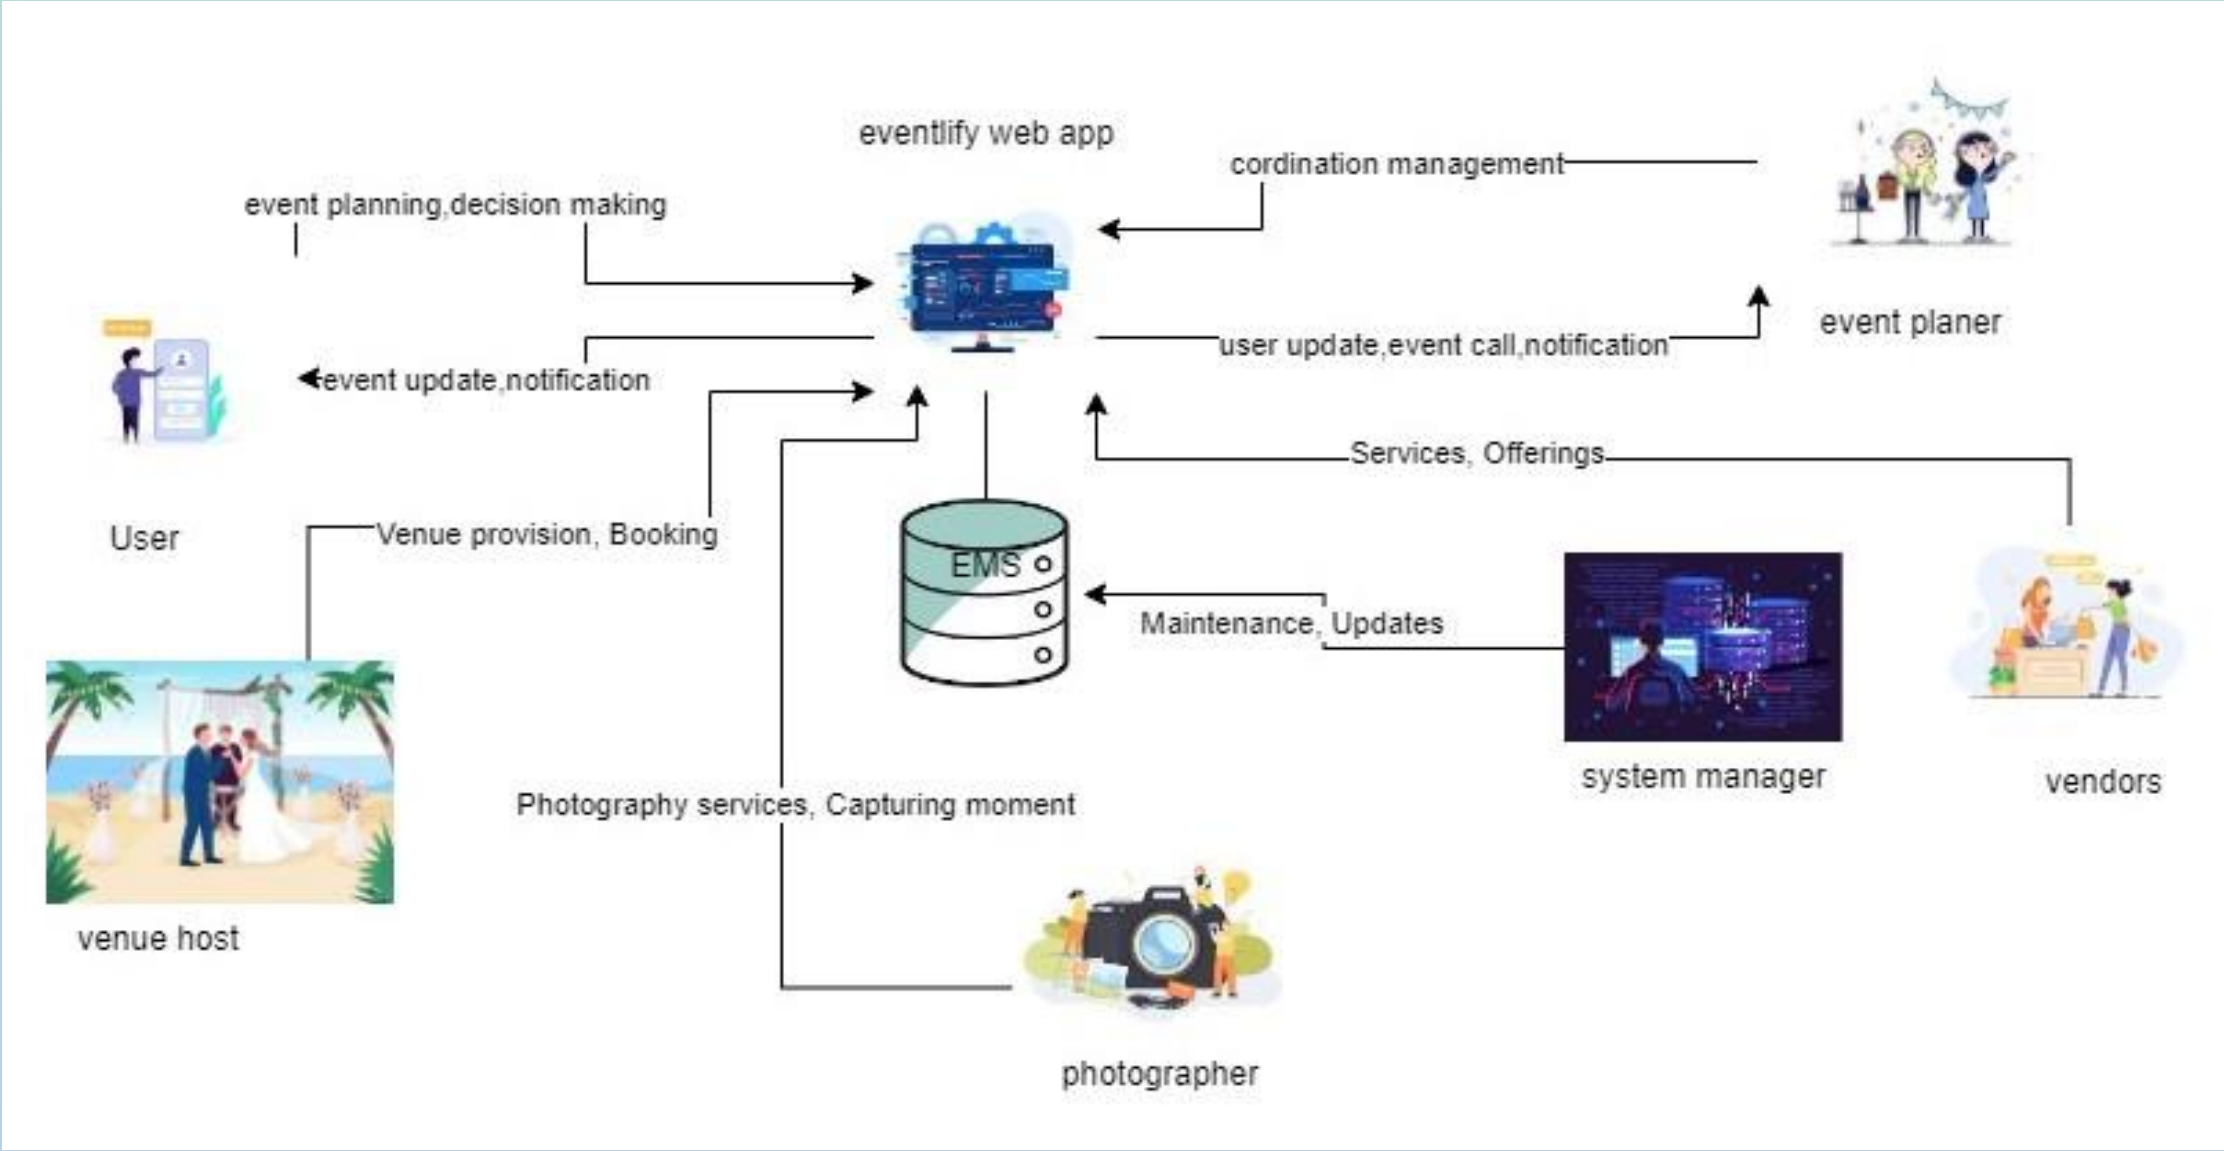 eventlify web app
cordination management
event planning,decision making
event planer
user update,event call,notification
event update,notification
Services, Offerings
User
Venue provision, Booking
EMS
Maintenance, Updates
system manager
vendors
Photography services, Capturing moment
venue host
photographer